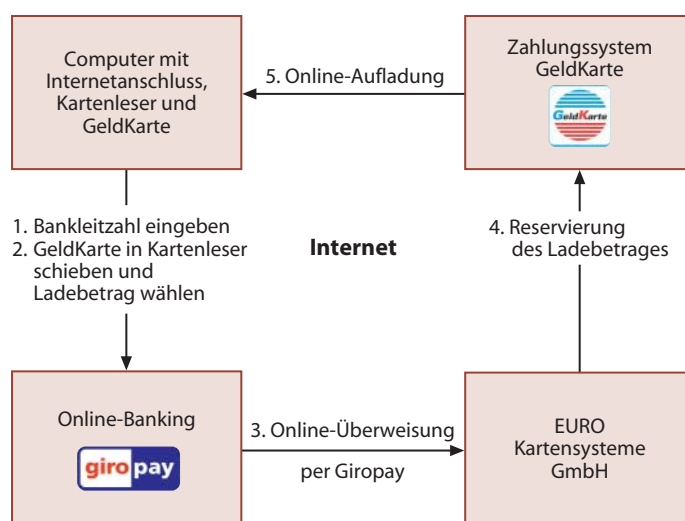 Computer mit
Internetanschluss,
Kartenleser und
GeldKarte
5. Online-Aufladung
Zahlungssystem
GeldKarte
GeldKarte
1. Bankleitzahl eingeben
2. GeldKarte in Kartenleser
schieben und
Ladebetrag wählen
Internet
4. Reservierung
des Ladebetrages
Online-Banking
giropay
3. Online-Überweisung
per Giropay
EURO
Kartensysteme
GmbH